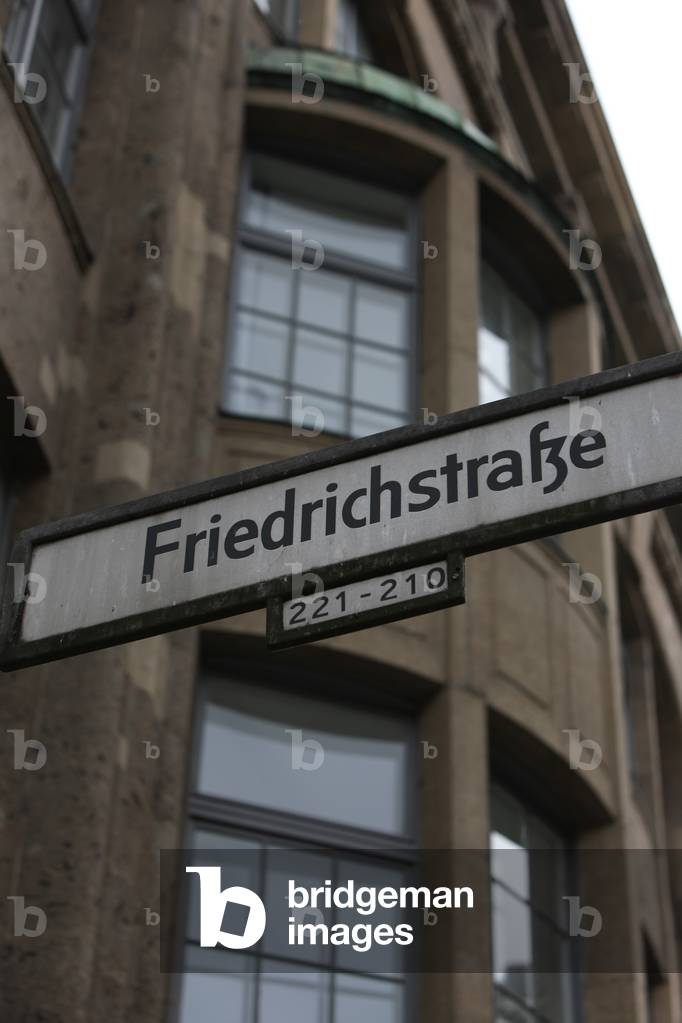 Friedrichstraße
221-210
bridgeman
images